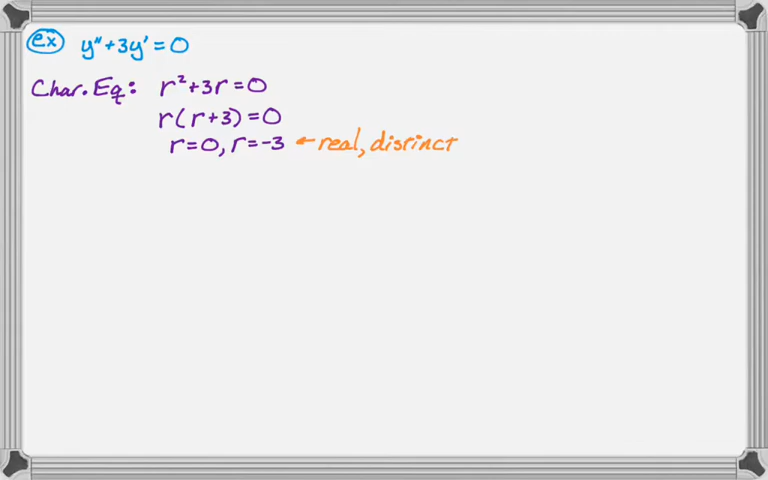 ex y" + 3y' = 0
Char. Eq: r² + 3r = 0
r(r+3) = 0
r=0, r=-3 ← real, distinct